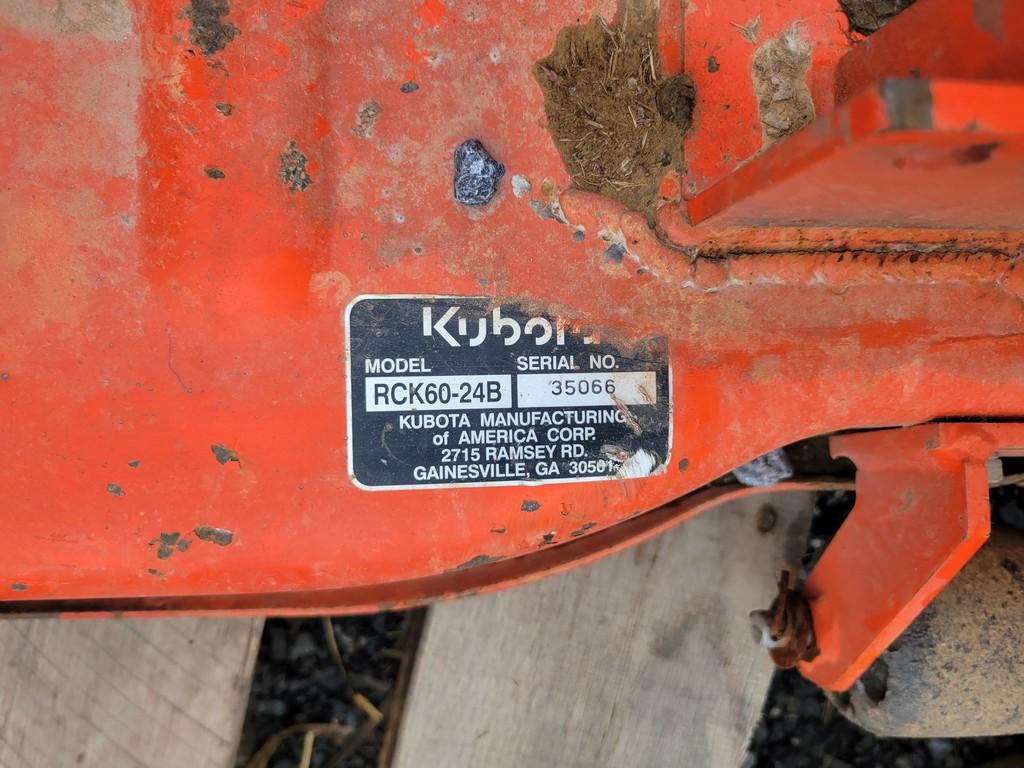 Kubota
MODEL SERIAL NO.
RCK60-24B 35066
KUBOTA MANUFACTURING
of AMERICA CORP.
2715 RAMSEY RD.
GAINESVILLE, GA 30501